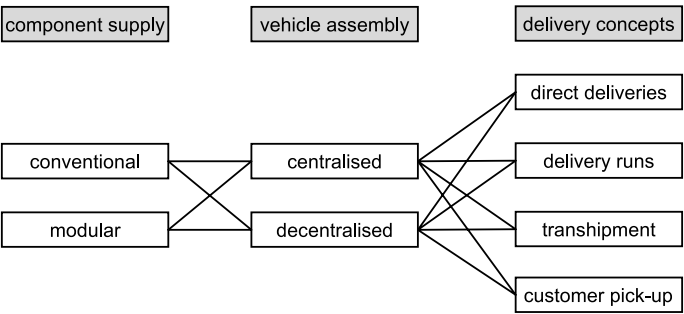 component supply
vehicle assembly
delivery concepts
direct deliveries
conventional
centralised
delivery runs
modular
decentralised
transhipment
customer pick-up